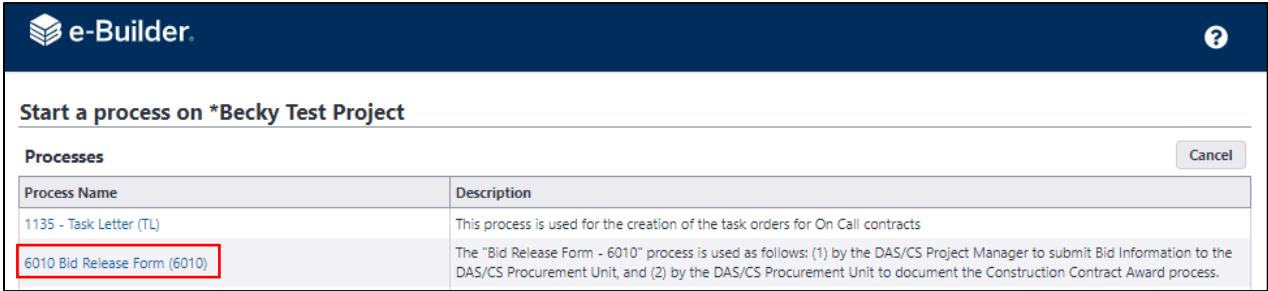 e-Builder.
?
Start a process on *Becky Test Project
Processes
Cancel
Process Name
Description
1135 - Task Letter (TL)
This process is used for the creation of the task orders for On Call contracts
6010 Bid Release Form (6010)
The "Bid Release Form - 6010" process is used as follows: (1) by the DAS/CS Project Manager to submit Bid Information to the
DAS/CS Procurement Unit, and (2) by the DAS/CS Procurement Unit to document the Construction Contract Award process.